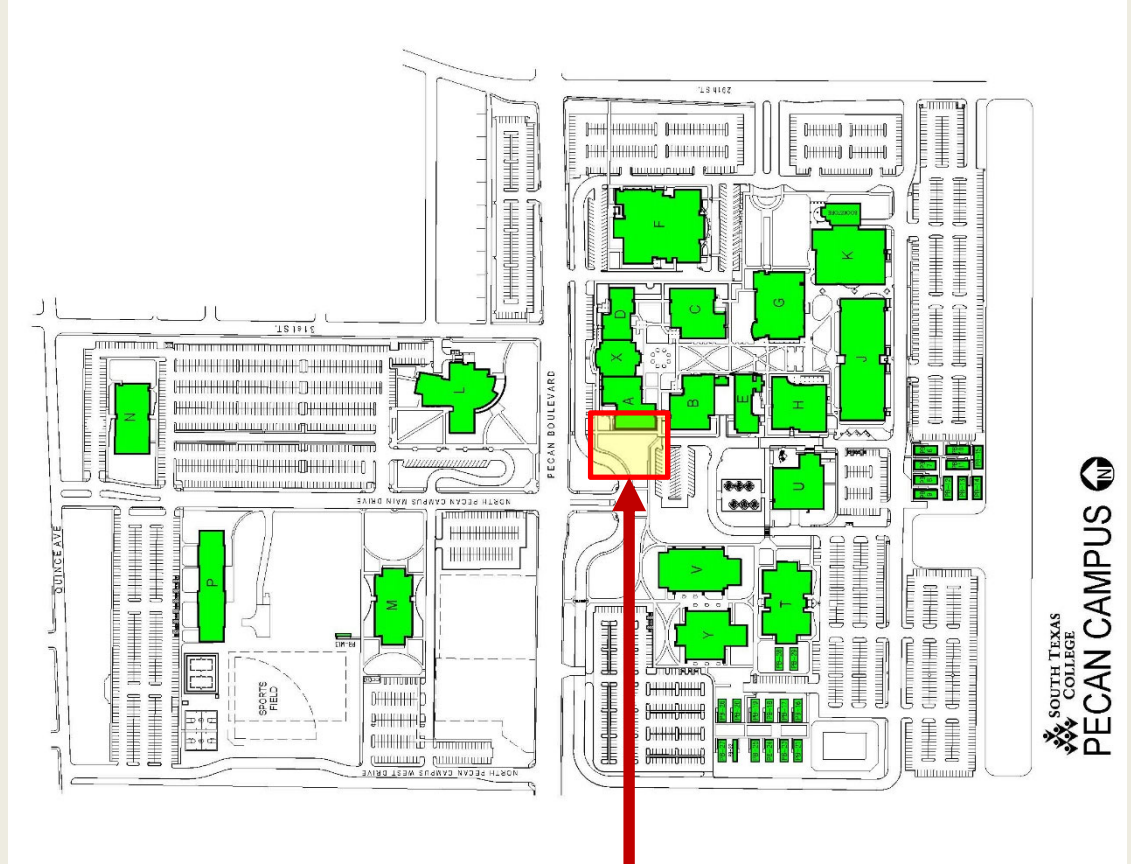 29th ST.
F
BOOKSTORE
K
D
C
G
31st ST.
X
J
N
L
A
B
E
H
PECAN BOULEVARD
U
NORTH PECAN CAMPUS MAIN DRIVE
QUINCE AVE
P
M
V
T
Y
SPORTS
FIELD
NORTH PECAN CAMPUS WEST DRIVE
N
SOUTH TEXAS
COLLEGE
PECAN CAMPUS